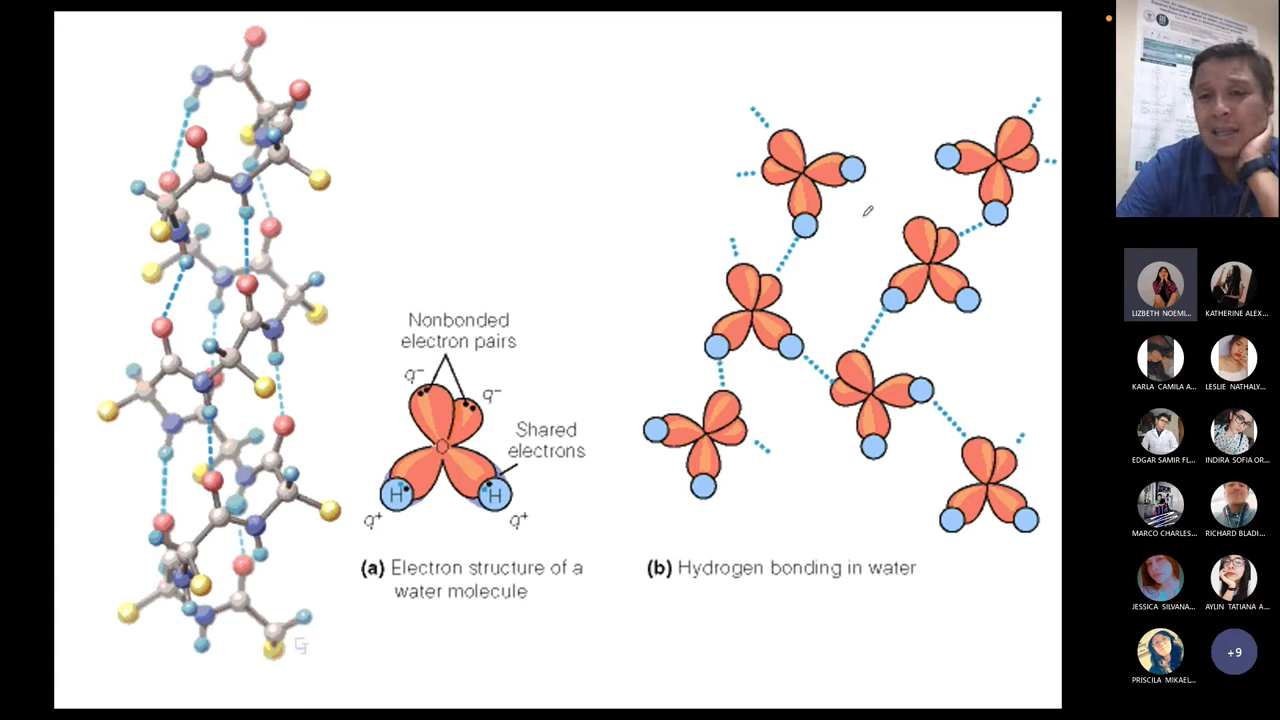 Nonbonded
electron pairs
q⁻
q⁻
Shared
electrons
H
H
q⁺
q⁺
(a) Electron structure of a
water molecule
(b) Hydrogen bonding in water
LIZBETH NOEMI...
KATHERINE ALEX...
KARLA CAMILA A...
LESLIE NATHALY...
EDGAR SAMIR FL...
INDIRA SOFIA OR...
MARCO CHARLES...
RICHARD BLADI...
JESSICA SILVANA...
AYLIN TATIANA A...
PRISCILA MIKAEL...
+9